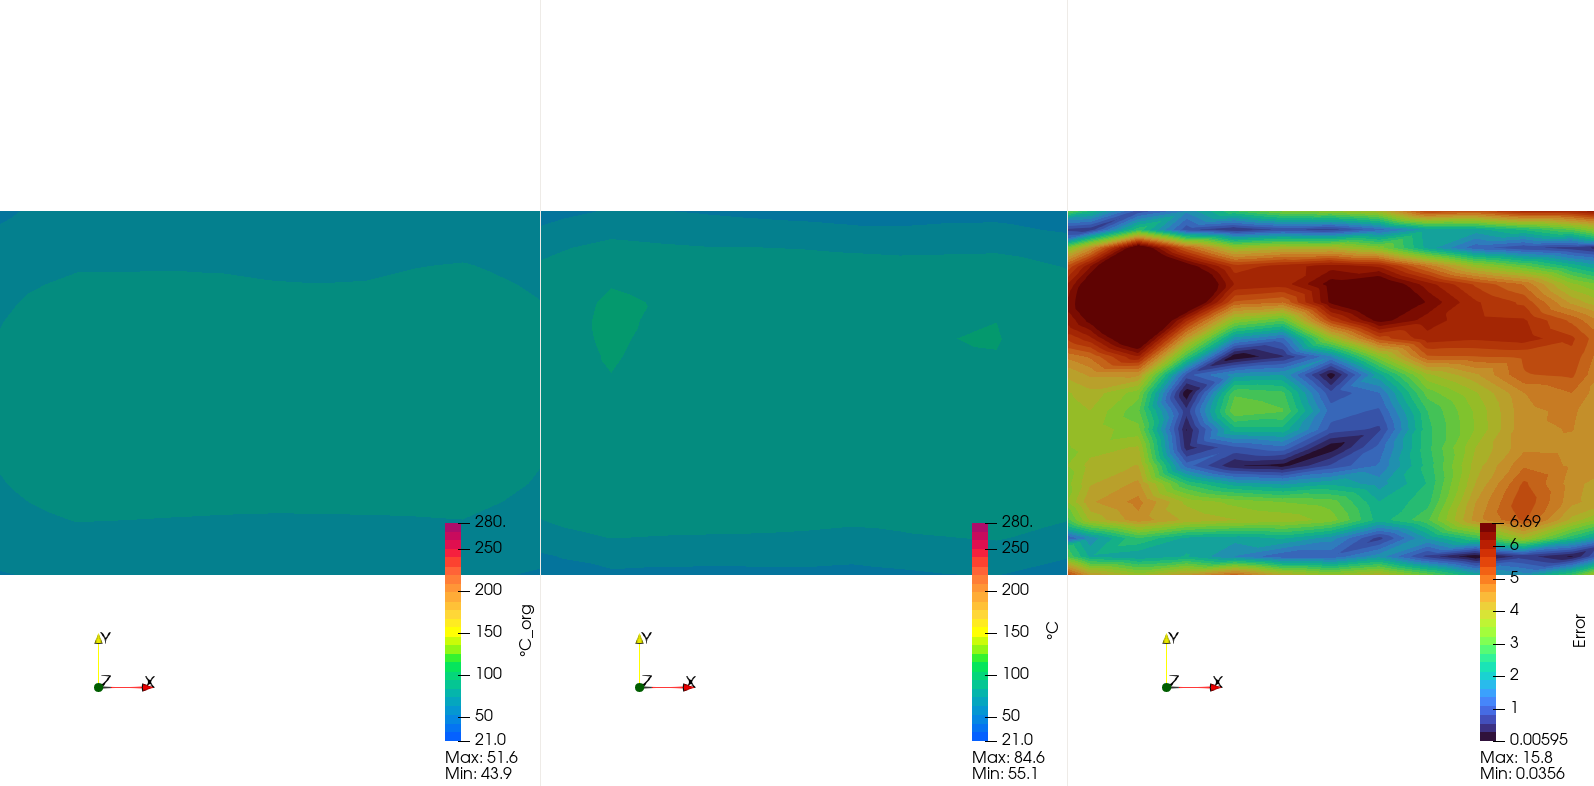 280.
250
200
150
100
50
21.0
°C_org
Max: 51.6
Min: 43.9
Y
Z
X
280.
250
200
150
100
50
21.0
°C
Max: 84.6
Min: 55.1
Y
Z
X
6.69
6
5
4
3
2
1
0.00595
Error
Max: 15.8
Min: 0.0356
Y
Z
X